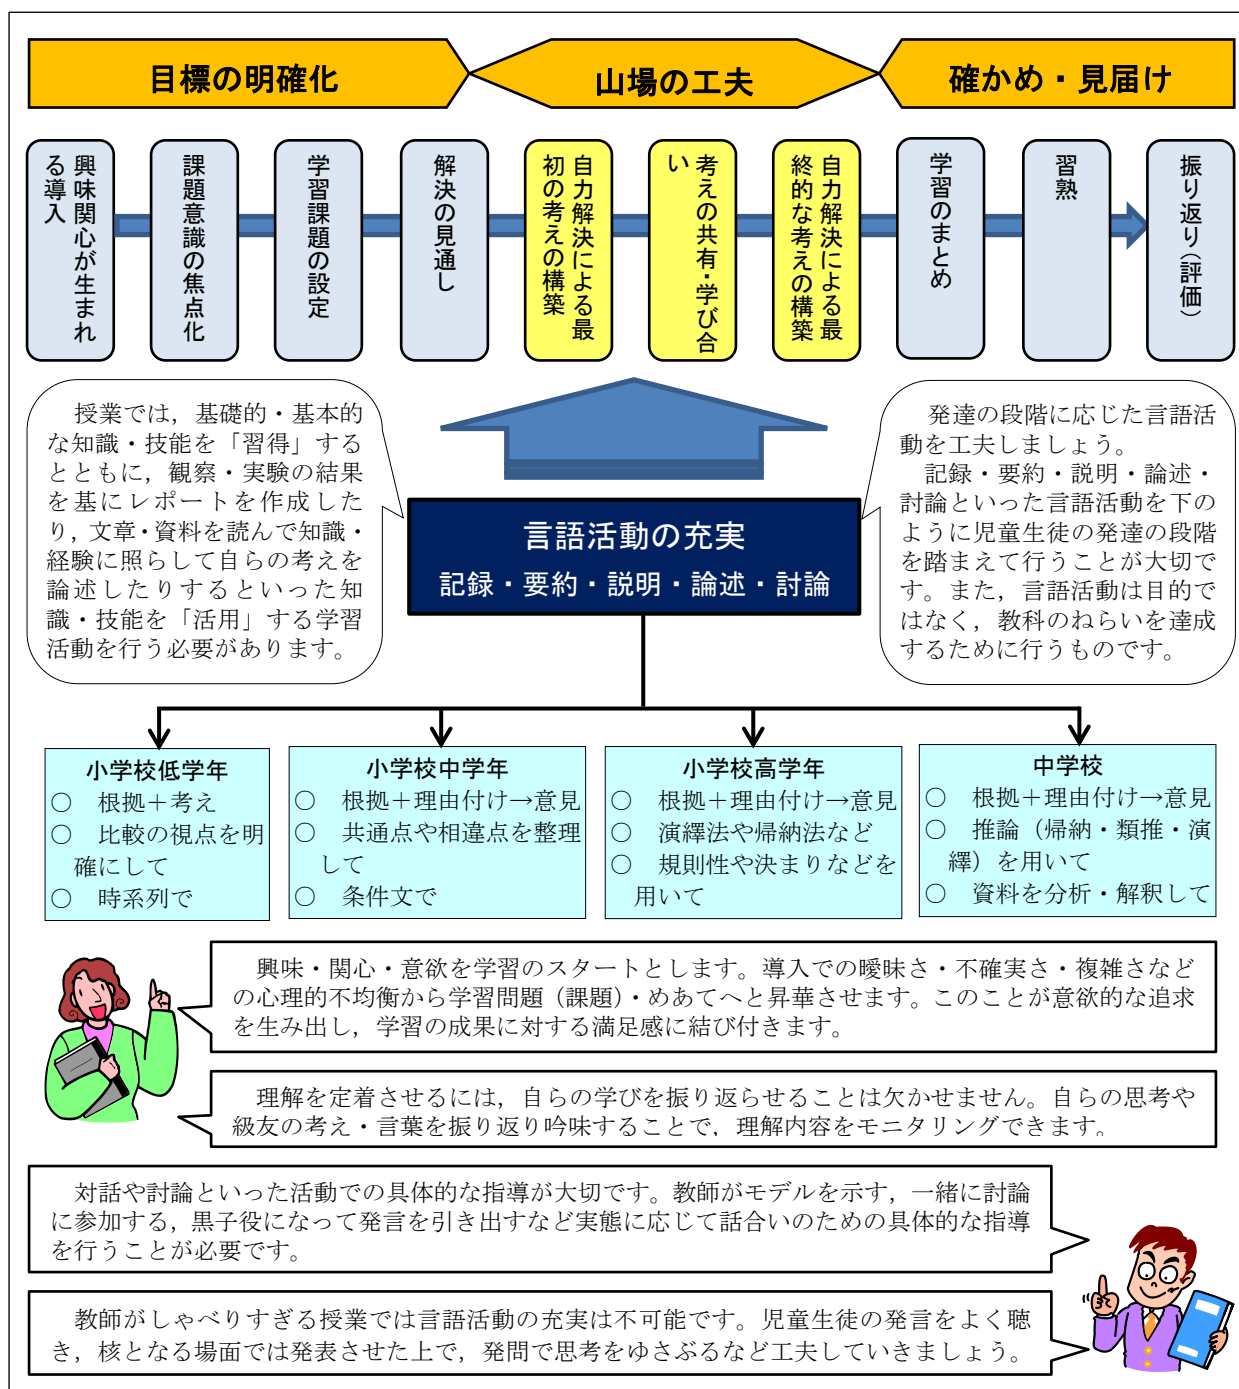 目標の明確化
山場の工夫
確かめ・見届け
興味関心が生まれ
る導入
課題意識の焦点化
学習課題の設定
解決の見通し
自力解決による最
初の考えの構築
考えの共有・学び合
い
自力解決による最
終的な考えの構築
学習のまとめ
習熟
振り返り(評価)
授業では，基礎的・基本的
な知識・技能を「習得」する
とともに，観察・実験の結果
を基にレポートを作成した
り，文章・資料を読んで知識・
経験に照らして自らの考えを
論述したりするといった知
識・技能を「活用」する学習
活動を行う必要があります。
発達の段階に応じた言語活
動を工夫しましょう。
記録・要約・説明・論述・
討論といった言語活動を下の
ように児童生徒の発達の段階
を踏まえて行うことが大切で
す。また，言語活動は目的で
はなく，教科のねらいを達成
するために行うものです。
言語活動の充実
記録・要約・説明・論述・討論
小学校低学年
○　根拠＋考え
○　比較の視点を明
確にして
○　時系列で
小学校中学年
○　根拠＋理由付け→意見
○　共通点や相違点を整理
して
○　条件文で
小学校高学年
○　根拠＋理由付け→意見
○　演繹法や帰納法など
○　規則性や決まりなどを
用いて
中学校
○　根拠＋理由付け→意見
○　推論（帰納・類推・演
繹）を用いて
○　資料を分析・解釈して
興味・関心・意欲を学習のスタートとします。導入での曖昧さ・不確実さ・複雑さなど
の心理的不均衡から学習問題（課題）・めあてへと昇華させます。このことが意欲的な追求
を生み出し，学習の成果に対する満足感に結び付きます。
理解を定着させるには，自らの学びを振り返らせることは欠かせません。自らの思考や
級友の考え・言葉を振り返り吟味することで，理解内容をモニタリングできます。
対話や討論といった活動での具体的な指導が大切です。教師がモデルを示す，一緒に討論
に参加する，黒子役になって発言を引き出すなど実態に応じて話合いのための具体的な指導
を行うことが必要です。
教師がしゃべりすぎる授業では言語活動の充実は不可能です。児童生徒の発言をよく聴
き，核となる場面では発表させた上で，発問で思考をゆさぶるなど工夫していきましょう。